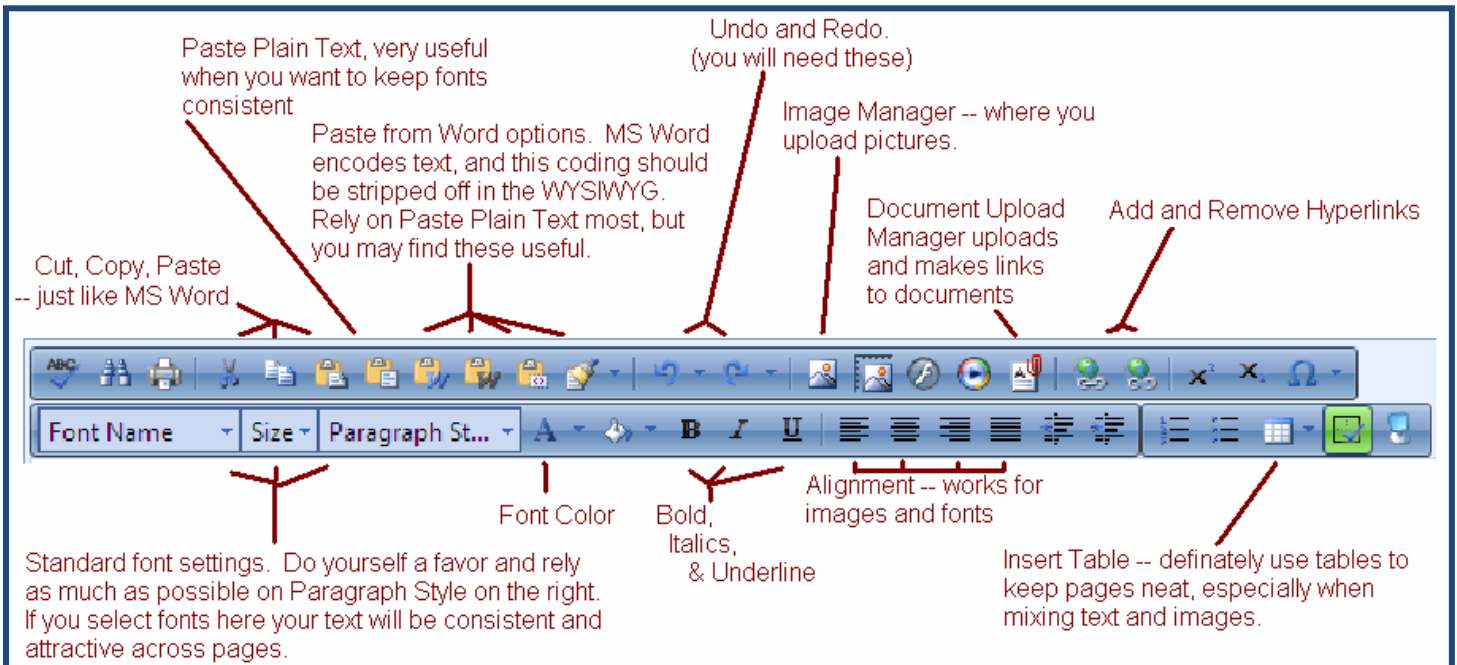 Paste Plain Text, very useful
when you want to keep fonts
consistent
Undo and Redo.
(you will need these)
Paste from Word options.  MS Word
encodes text, and this coding should
be stripped off in the WYSIWYG.
Rely on Paste Plain Text most, but
you may find these useful.
Image Manager -- where you
upload pictures.
Document Upload
Manager uploads
and makes links
to documents
Add and Remove Hyperlinks
Cut, Copy, Paste
-- just like MS Word
ABC
Font Name
Size
Paragraph St...
A
B I U
Standard font settings.  Do yourself a favor and rely
as much as possible on Paragraph Style on the right.
If you select fonts here your text will be consistent and
attractive across pages.
Font Color
Bold,
Italics,
& Underline
Alignment -- works for
images and fonts
Insert Table -- definately use tables to
keep pages neat, especially when
mixing text and images.